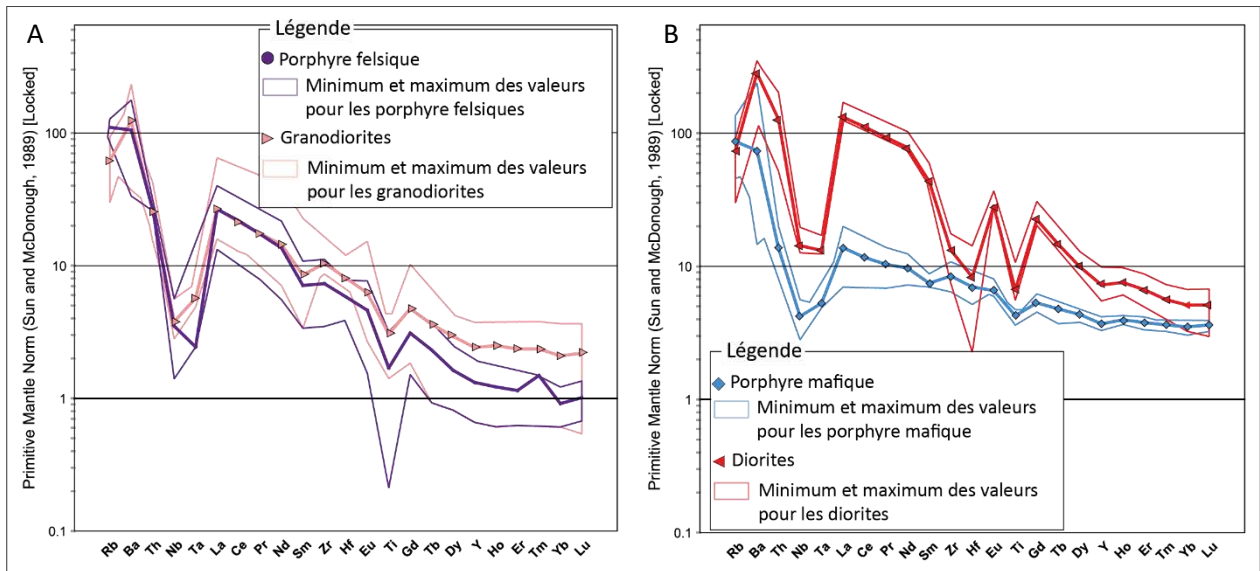 A
Légende
Porphyre felsique
Minimum et maximum des valeurs
pour les porphyre felsiques
Granodiorites
Minimum et maximum des valeurs
pour les granodiorites
Primitive Mantle Norm (Sun and McDonough, 1989) [Locked]
100
10
1
0.1
Rb Ba Th Nb Ta La Ce Pr Nd Sm Zr Hf Eu Ti Gd Tb Dy Y Ho Er Tm Yb Lu
B
Primitive Mantle Norm (Sun and McDonough, 1989) [Locked]
100
10
1
0.1
Légende
Porphyre mafique
Minimum et maximum des valeurs
pour les porphyre mafique
Diorites
Minimum et maximum des valeurs
pour les diorites
Rb Ba Th Nb Ta La Ce Pr Nd Sm Zr Hf Eu Ti Gd Tb Dy Y Ho Er Tm Yb Lu